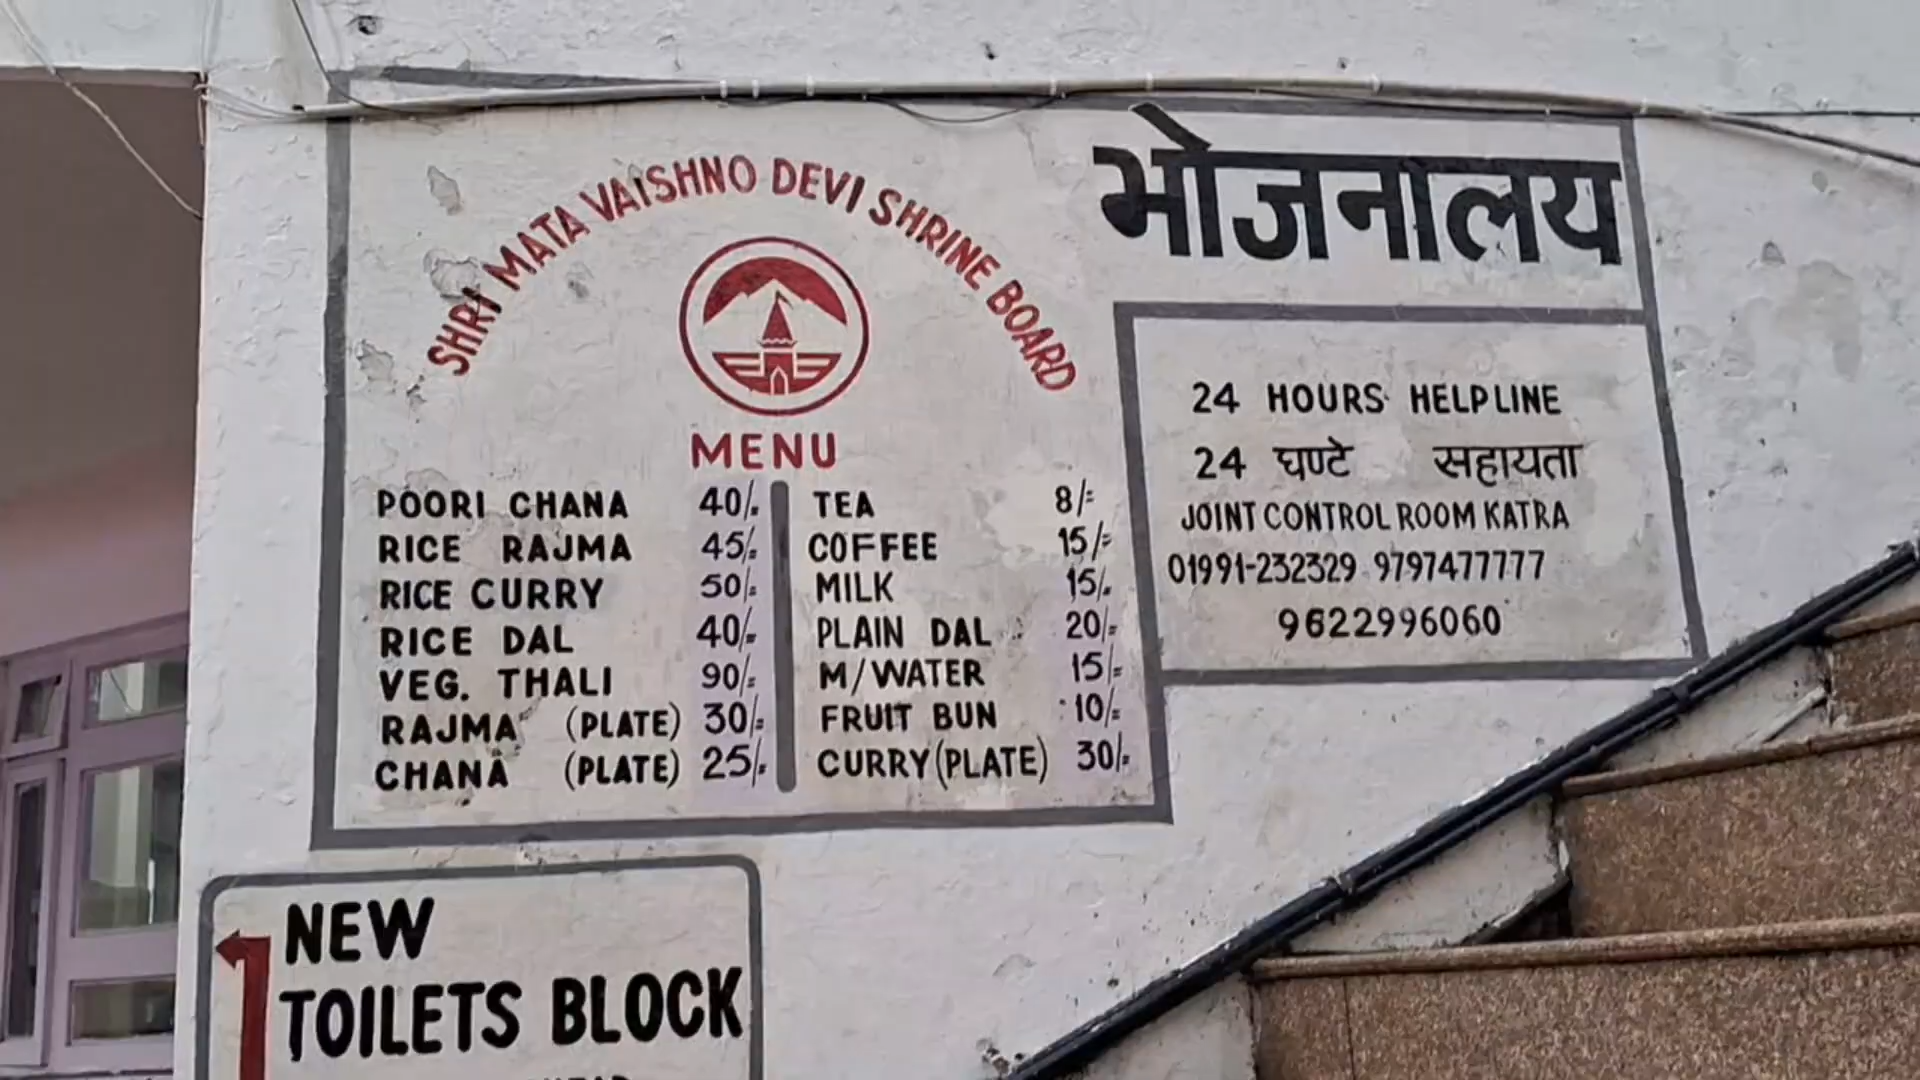 SHRI MATA VAISHNO DEVI SHRINE BOARD
भोजनालय
MENU
POORI CHANA 40/=
RICE RAJMA 45/=
RICE CURRY 50/=
RICE DAL 40/=
VEG. THALI 90/=
RAJMA (PLATE) 30/=
CHANA (PLATE) 25/=
TEA 8/=
COFFEE 15/=
MILK 15/=
PLAIN DAL 20/=
M/WATER 15/=
FRUIT BUN 10/=
CURRY (PLATE) 30/=
24 HOURS HELPLINE
24 घण्टे सहायता
JOINT CONTROL ROOM KATRA
01991-232329 9797477777
9622996060
NEW
TOILETS BLOCK